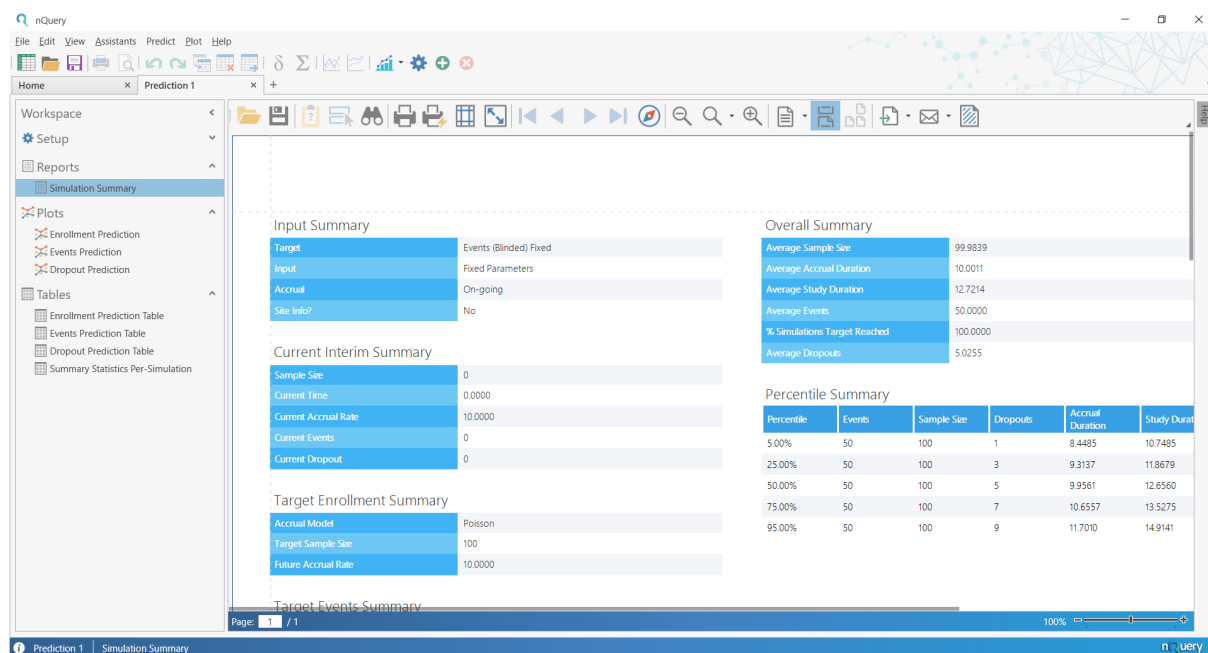 nQuery
File Edit View Assistants Predict Plot Help
Home × Prediction 1 × +
Workspace
Setup
Reports
Simulation Summary
Plots
Enrollment Prediction
Events Prediction
Dropout Prediction
Tables
Enrollment Prediction Table
Events Prediction Table
Dropout Prediction Table
Summary Statistics Per-Simulation
Help
Input Summary
Target Events (Blinded) Fixed
Input Fixed Parameters
Accrual On-going
Site Info? No
Current Interim Summary
Sample Size 0
Current Time 0.0000
Current Accrual Rate 10.0000
Current Events 0
Current Dropout 0
Target Enrollment Summary
Accrual Model Poisson
Target Sample Size 100
Future Accrual Rate 10.0000
Target Events Summary
Overall Summary
Average Sample Size 99.9839
Average Accrual Duration 10.0011
Average Study Duration 12.7214
Average Events 50.0000
% Simulations Target Reached 100.0000
Average Dropouts 5.0255
Percentile Summary
Percentile Events Sample Size Dropouts Accrual Duration Study Durat
5.00% 50 100 1 8.4485 10.7485
25.00% 50 100 3 9.3137 11.8679
50.00% 50 100 5 9.9561 12.6560
75.00% 50 100 7 10.6557 13.5275
95.00% 50 100 9 11.7010 14.9141
Page: 1 / 1
100%
Prediction 1 Simulation Summary
nQuery